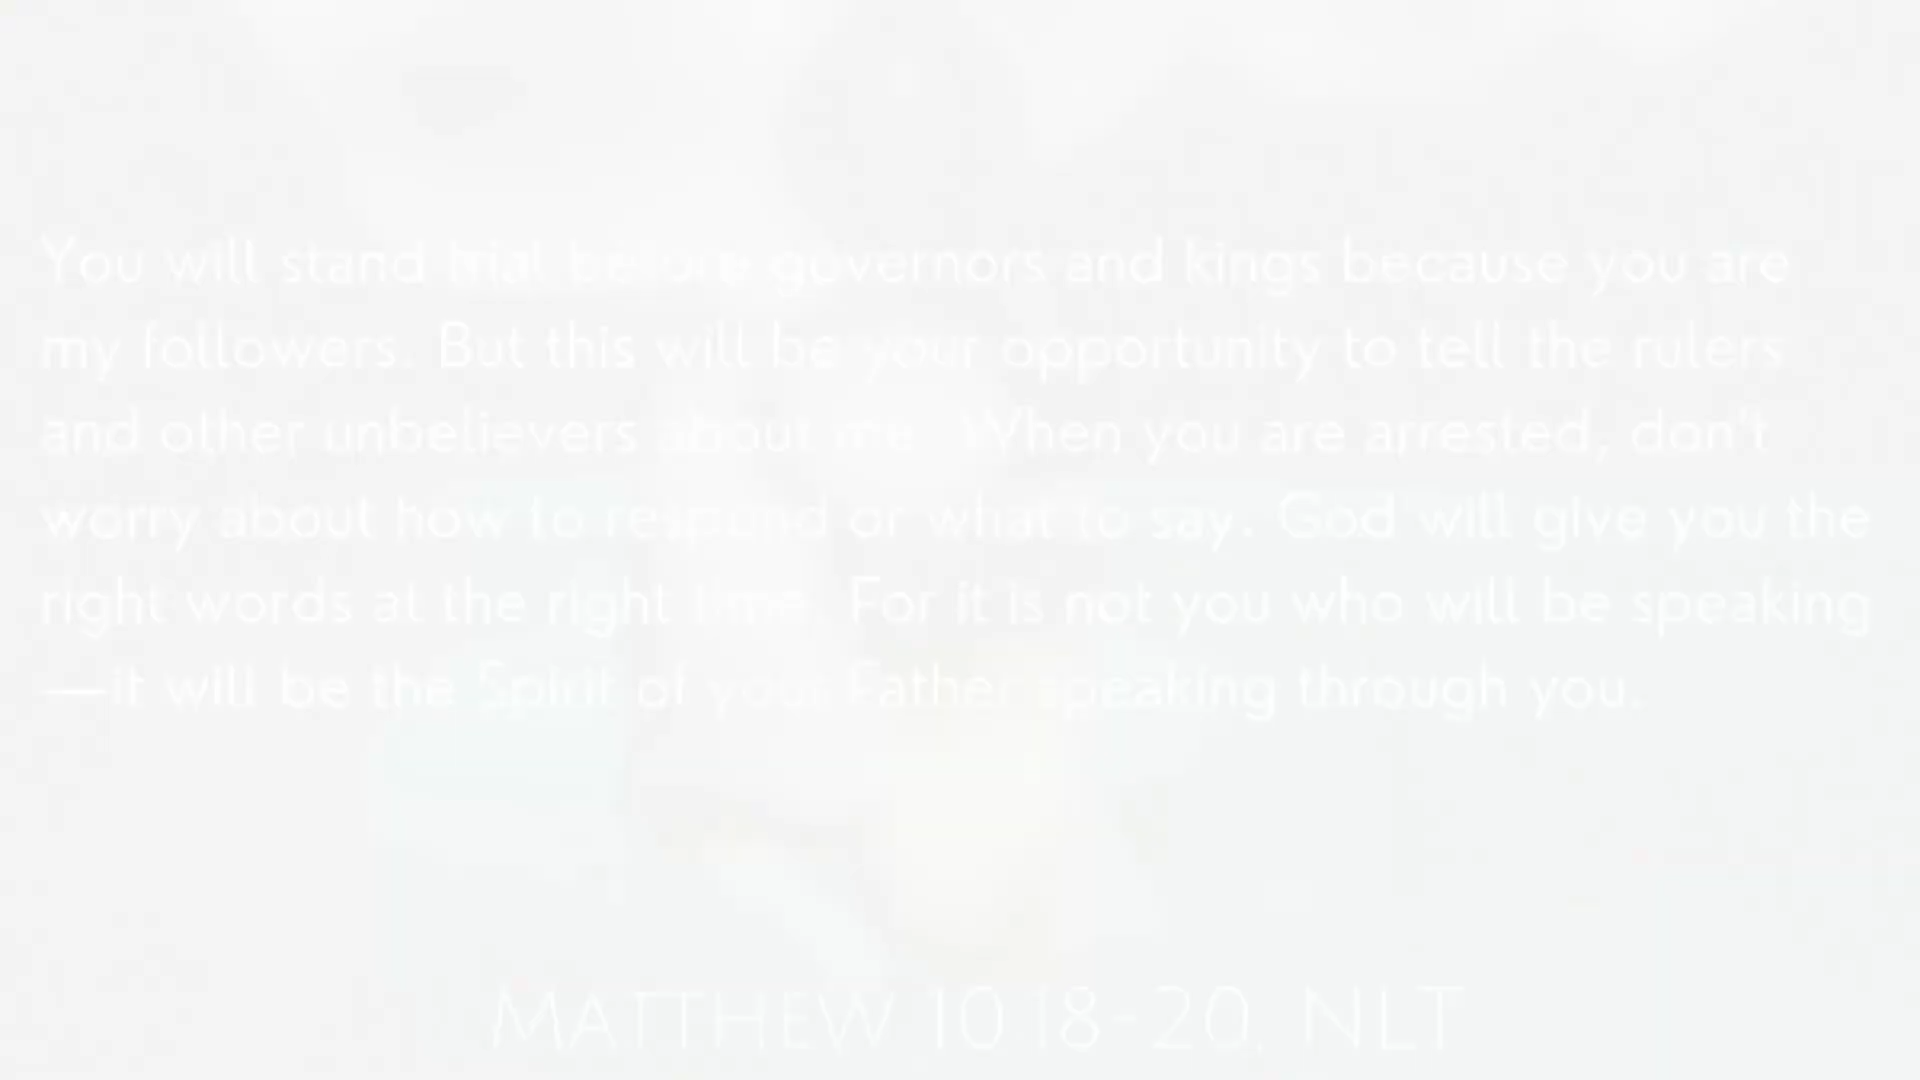 You will stand trial before governors and kings because you are
my followers. But this will be your opportunity to tell the rulers
and other unbelievers about me. When you are arrested, don't
worry about how to respond or what to say. God will give you the
right words at the right time. For it is not you who will be speaking
—it will be the Spirit of your Father speaking through you.
MATTHEW 10:18-20, NLT